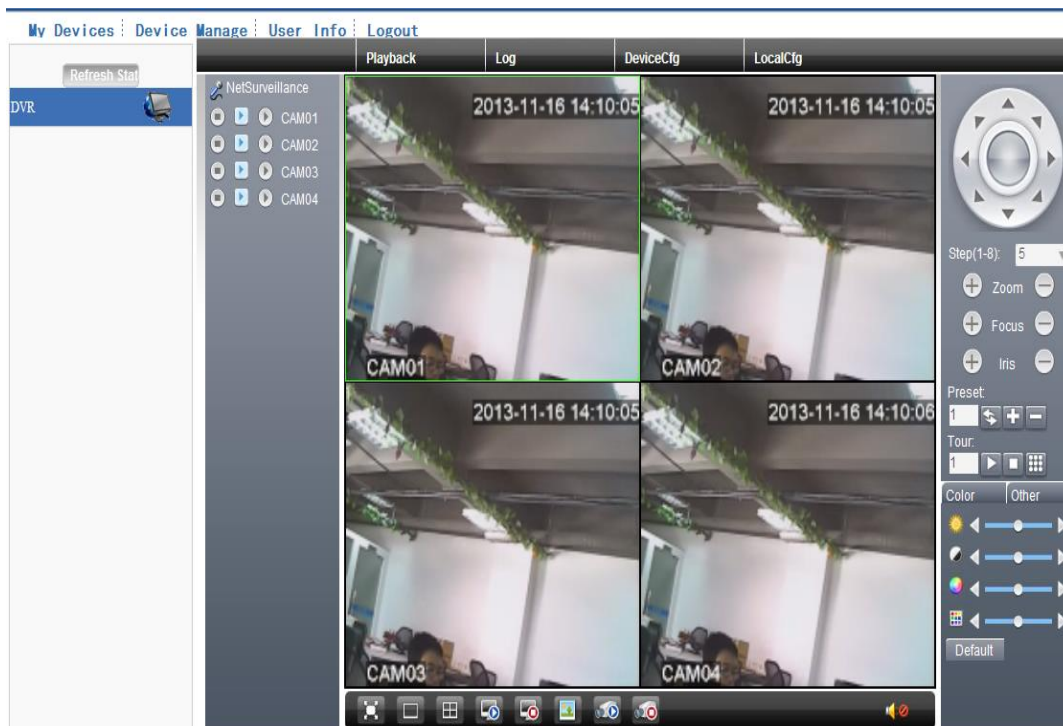 My Devices Device Manage User Info Logout
Playback Log DeviceCfg LocalCfg
Refresh Stat
DVR
NetSurveillance
CAM01
CAM02
CAM03
CAM04
2013-11-16 14:10:05
CAM01
2013-11-16 14:10:05
CAM02
2013-11-16 14:10:05
CAM03
2013-11-16 14:10:06
CAM04
Step(1-8): 5
Zoom
Focus
Iris
Preset:
1
Tour:
1
Color Other
Default